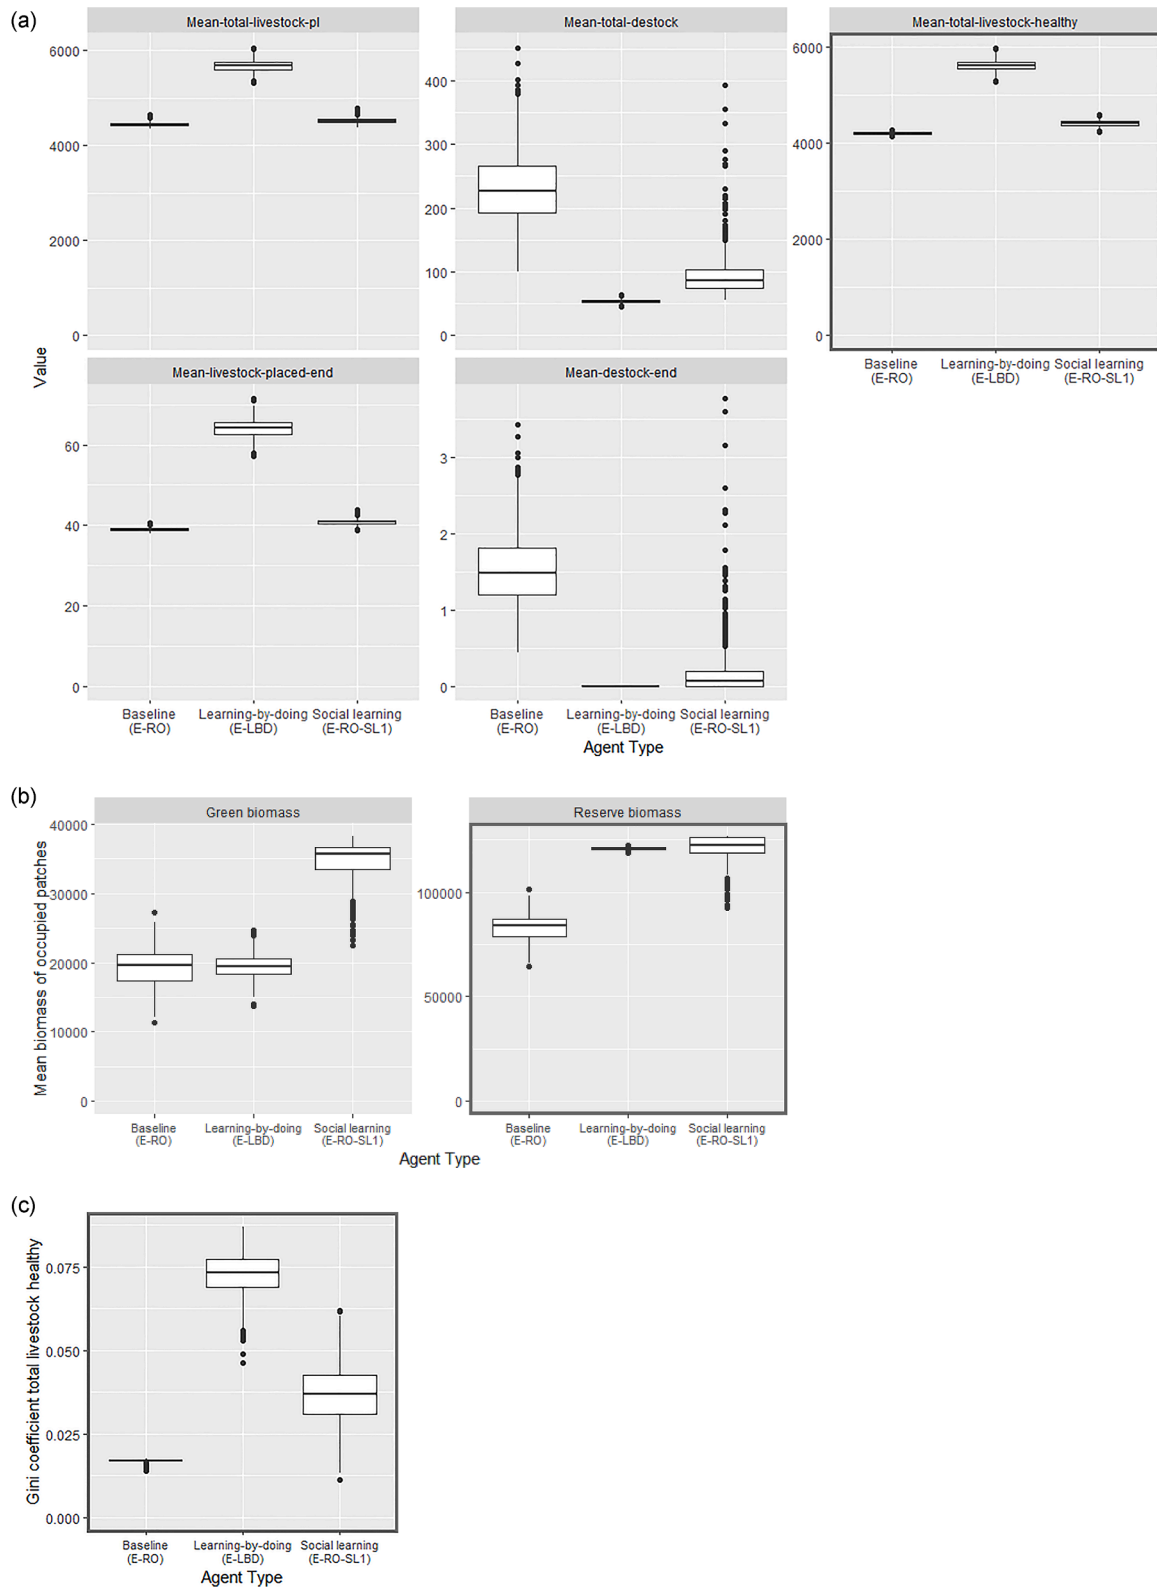 (a)
Mean-total-livestock-pl
Mean-total-destock
Mean-total-livestock-healthy
6000
4000
2000
0
400
300
200
100
0
6000
4000
2000
0
Baseline
(E-RO)
Learning-by-doing
(E-LBD)
Social learning
(E-RO-SL1)
Value
Mean-livestock-placed-end
Mean-destock-end
60
40
20
0
3
2
1
0
Baseline
(E-RO)
Learning-by-doing
(E-LBD)
Social learning
(E-RO-SL1)
Baseline
(E-RO)
Learning-by-doing
(E-LBD)
Social learning
(E-RO-SL1)
Agent Type
(b)
Green biomass
Reserve biomass
Mean biomass of occupied patches
40000
30000
20000
10000
0
100000
50000
0
Baseline
(E-RO)
Learning-by-doing
(E-LBD)
Social learning
(E-RO-SL1)
Baseline
(E-RO)
Learning-by-doing
(E-LBD)
Social learning
(E-RO-SL1)
Agent Type
(c)
Gini coefficient total livestock healthy
0.075
0.050
0.025
0.000
Baseline
(E-RO)
Learning-by-doing
(E-LBD)
Social learning
(E-RO-SL1)
Agent Type